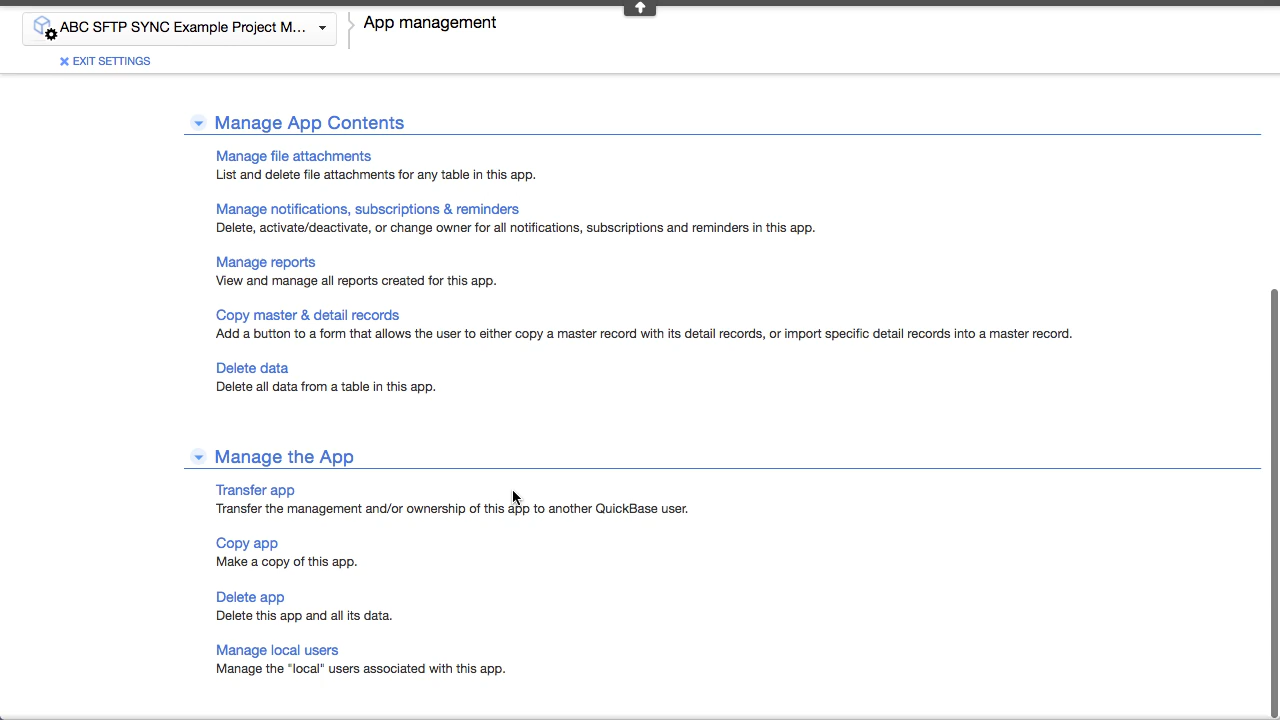 ABC SFTP SYNC Example Project M...
App management
EXIT SETTINGS
Manage App Contents
Manage file attachments
List and delete file attachments for any table in this app.
Manage notifications, subscriptions & reminders
Delete, activate/deactivate, or change owner for all notifications, subscriptions and reminders in this app.
Manage reports
View and manage all reports created for this app.
Copy master & detail records
Add a button to a form that allows the user to either copy a master record with its detail records, or import specific detail records into a master record.
Delete data
Delete all data from a table in this app.
Manage the App
Transfer app
Transfer the management and/or ownership of this app to another QuickBase user.
Copy app
Make a copy of this app.
Delete app
Delete this app and all its data.
Manage local users
Manage the "local" users associated with this app.